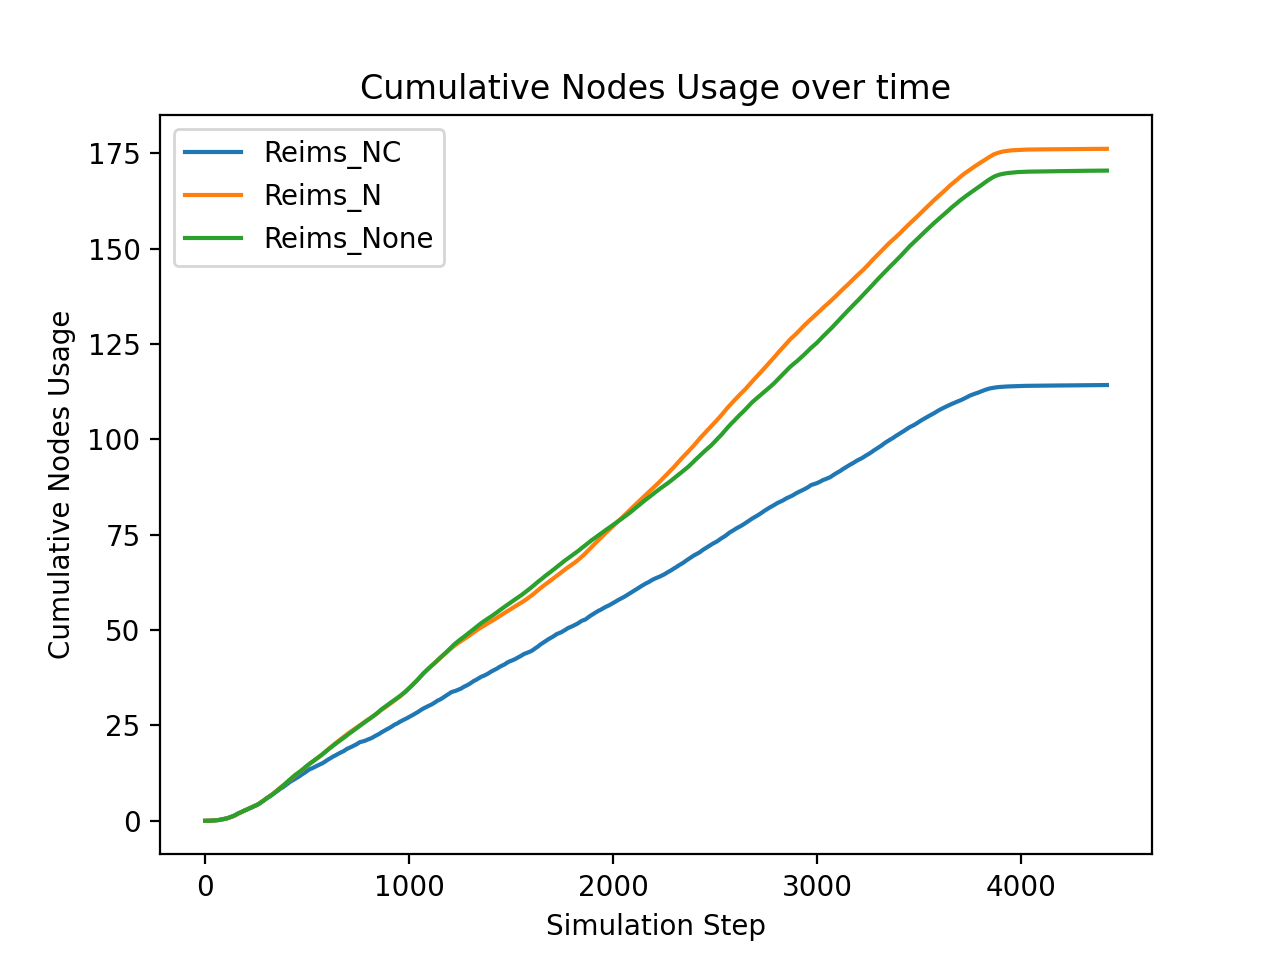 Cumulative Nodes Usage over time
Reims_NC
Reims_N
Reims_None
Cumulative Nodes Usage
175
150
125
100
75
50
25
0
0 1000 2000 3000 4000
Simulation Step